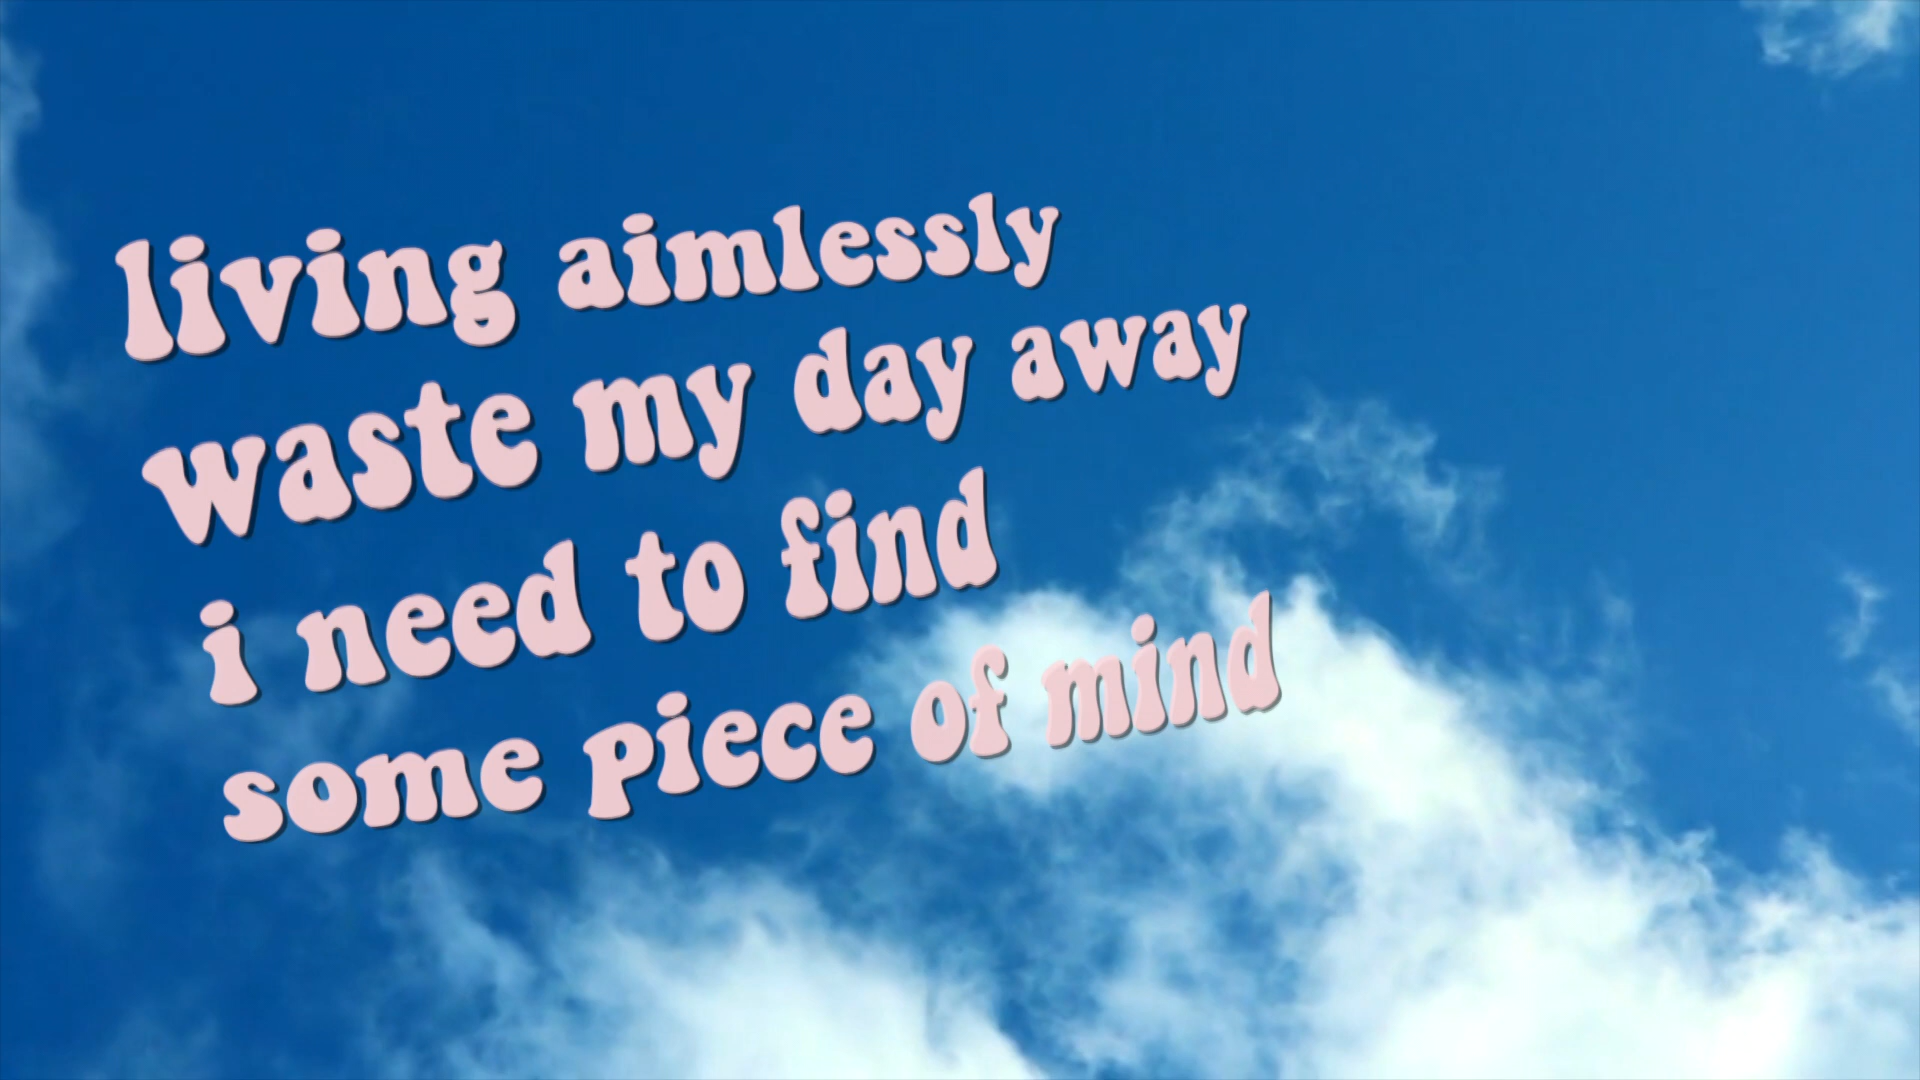 living aimlessly
waste my day away
i need to find
some piece of mind